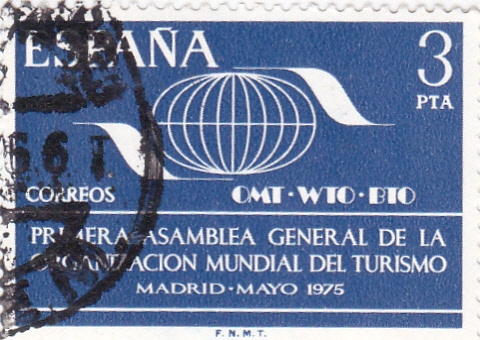 ESPAÑA
3
PTA
CORREOS
OMT·WTO·BTO
PRIMERA ASAMBLEA GENERAL DE LA
ORGANIZACION MUNDIAL DEL TURISMO
MADRID·MAYO 1975
F.N.M.T.